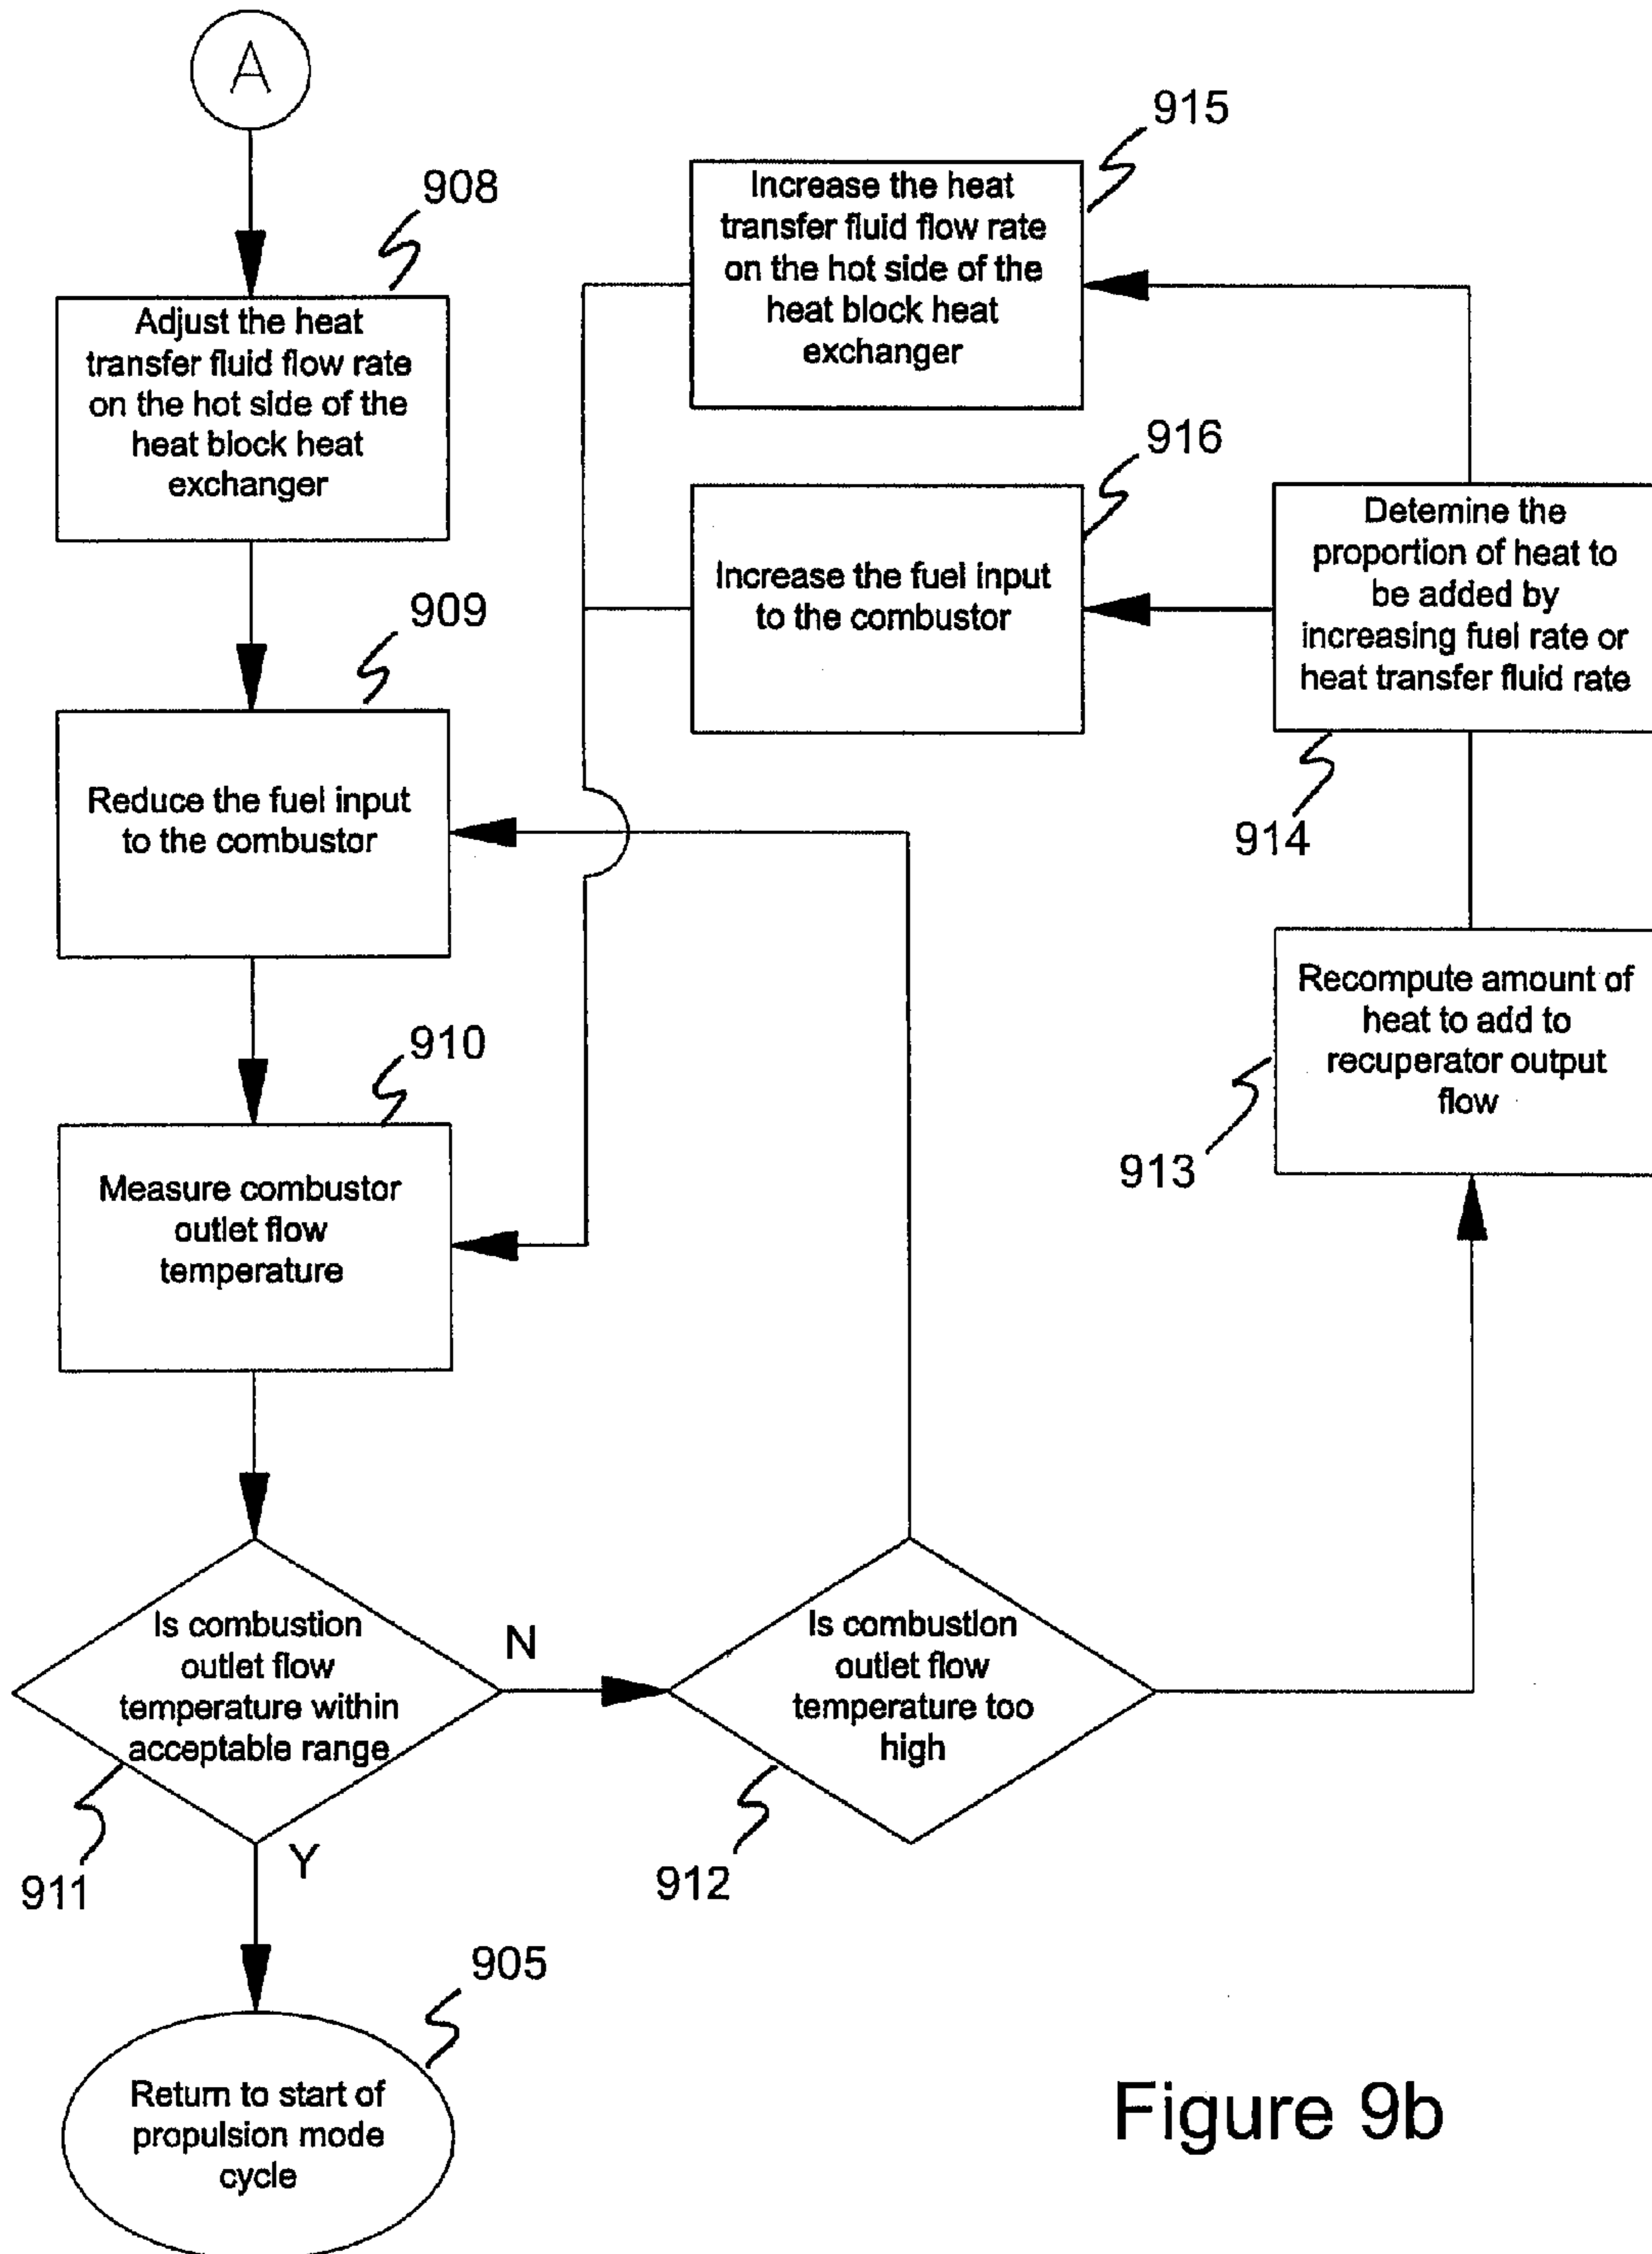 A
908
Adjust the heat
transfer fluid flow rate
on the hot side of the
heat block heat
exchanger
909
Reduce the fuel input
to the combustor
910
Measure combustor
outlet flow
temperature
Is combustion
outlet flow
temperature within
acceptable range
N
911
Y
905
Return to start of
propulsion mode
cycle
Is combustion
outlet flow
temperature too
high
912
Recompute amount of
heat to add to
recuperator output
flow
913
Detemine the
proportion of heat to
be added by
increasing fuel rate or
heat transfer fluid rate
914
915
Increase the heat
transfer fluid flow rate
on the hot side of the
heat block heat
exchanger
916
Increase the fuel input
to the combustor
Figure 9b